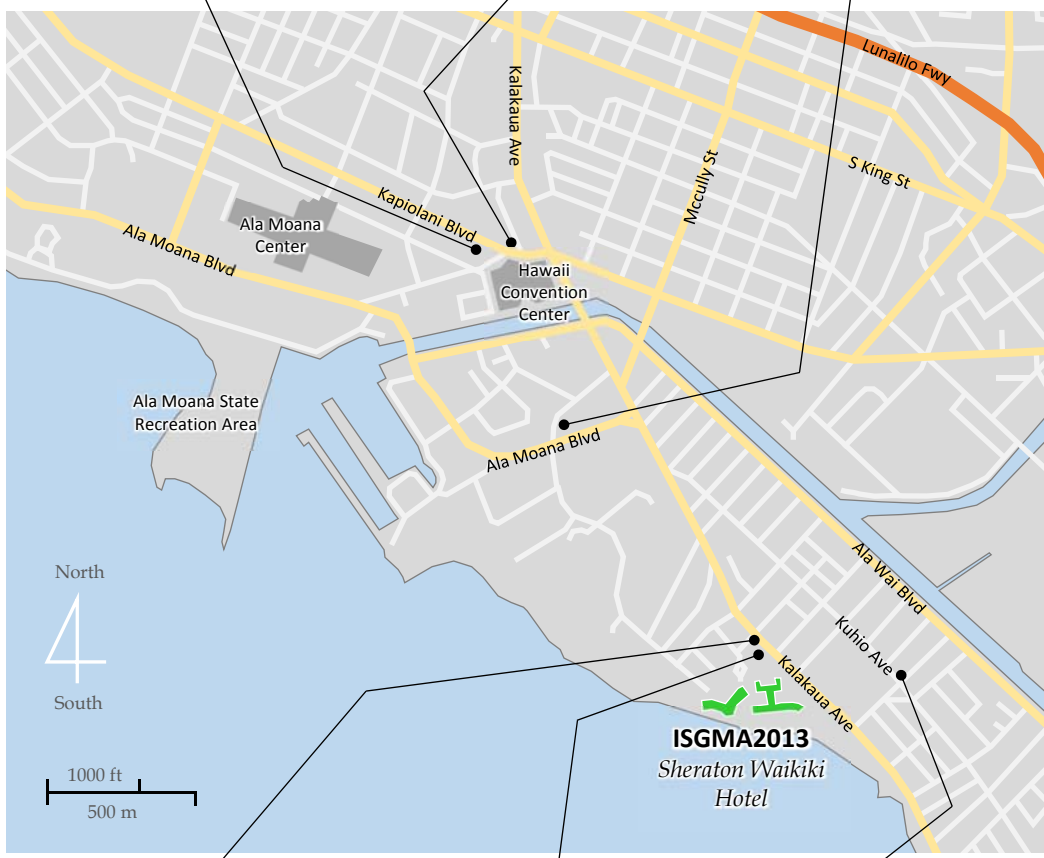 Lunalilo Fwy
Kalakaua Ave
S King St
Mccully St
Kapiolani Blvd
Ala Moana
Center
Ala Moana Blvd
Hawaii
Convention
Center
Ala Moana State
Recreation Area
Ala Moana Blvd
North
South
Ala Wai Blvd
Kuhio Ave
Kalakaua Ave
ISGMA2013
Sheraton Waikiki
Hotel
1000 ft
500 m